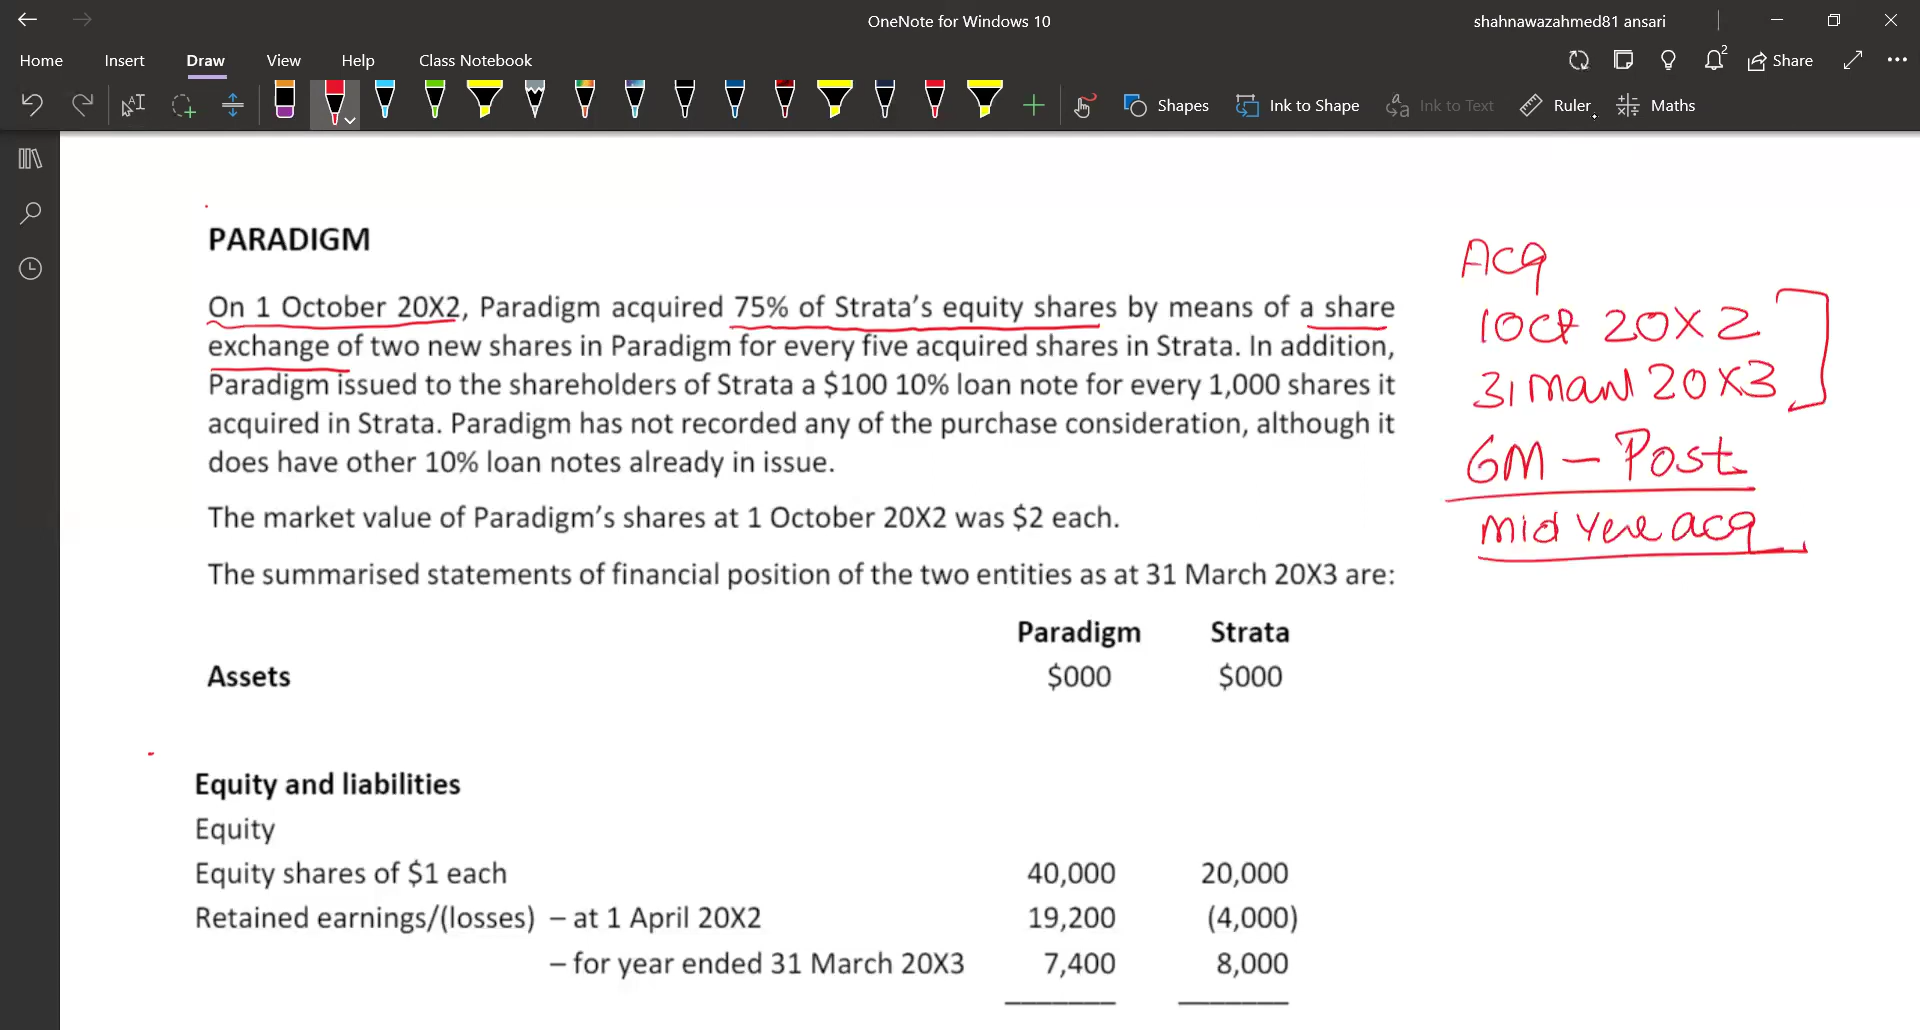 OneNote for Windows 10
shahnawazahmed81 ansari
Home Insert Draw View Help Class Notebook
2 Share
Shapes Ink to Shape Ink to Text Ruler Maths
PARADIGM
On 1 October 20X2, Paradigm acquired 75% of Strata's equity shares by means of a share
exchange of two new shares in Paradigm for every five acquired shares in Strata. In addition,
Paradigm issued to the shareholders of Strata a $100 10% loan note for every 1,000 shares it
acquired in Strata. Paradigm has not recorded any of the purchase consideration, although it
does have other 10% loan notes already in issue.
The market value of Paradigm's shares at 1 October 20X2 was $2 each.
The summarised statements of financial position of the two entities as at 31 March 20X3 are:
Paradigm Strata
Assets $000 $000
Equity and liabilities
Equity
Equity shares of $1 each 40,000 20,000
Retained earnings/(losses) – at 1 April 20X2 19,200 (4,000)
– for year ended 31 March 20X3 7,400 8,000
Acq
1 Oct 20X2
31 20X3
6M – Post
Mid acq